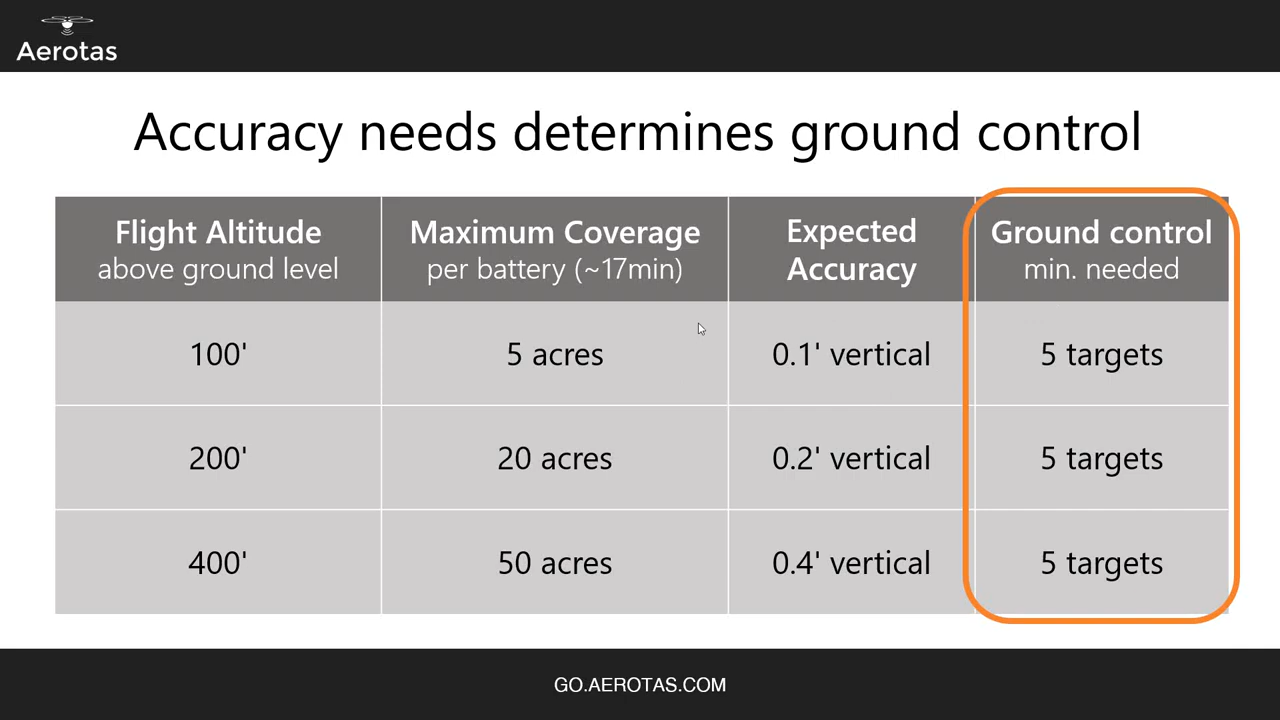 Aerotas
Accuracy needs determines ground control
Flight Altitude
above ground level
Maximum Coverage
per battery (~17min)
Expected
Accuracy
Ground control
min. needed
100'
5 acres
0.1' vertical
5 targets
200'
20 acres
0.2' vertical
5 targets
400'
50 acres
0.4' vertical
5 targets
GO.AEROTAS.COM